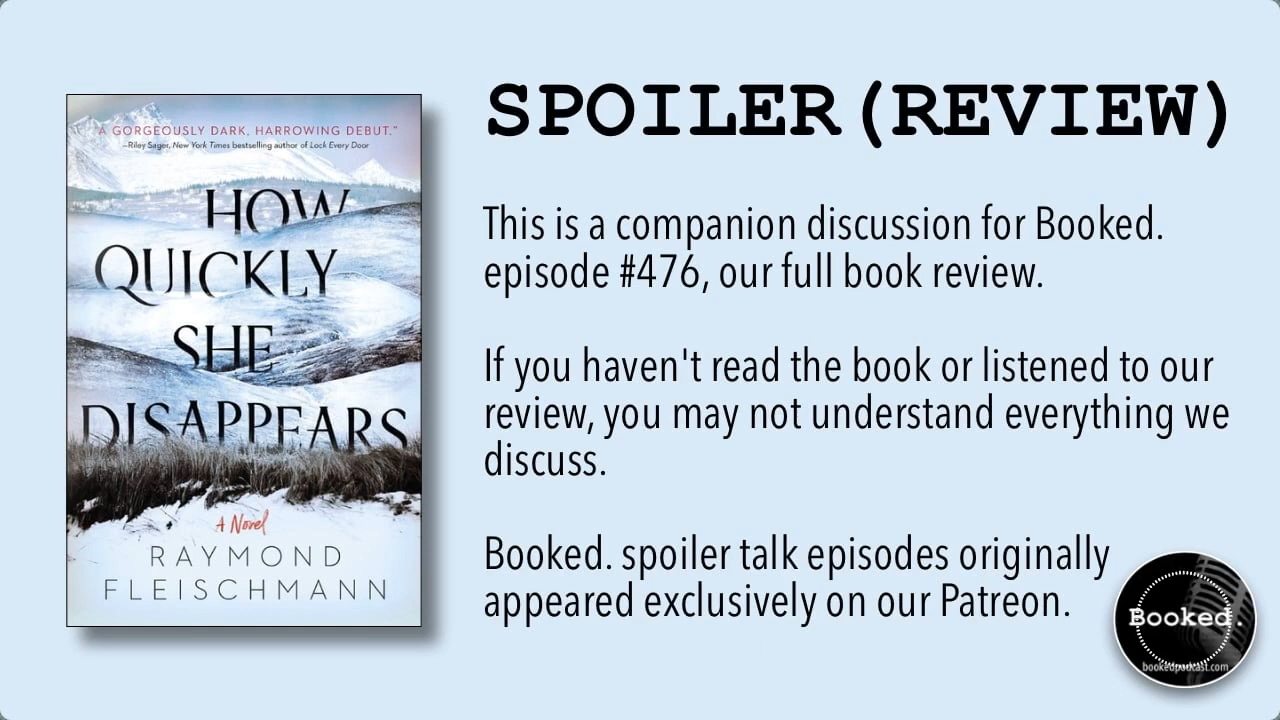 "A GORGEOUSLY DARK, HARROWING DEBUT."
—Riley Sager, New York Times bestselling author of Lock Every Door
HOW
QUICKLY
SHE
DISAPPEARS
A Novel
RAYMOND
FLEISCHMANN
SPOILER(REVIEW)
This is a companion discussion for Booked.
episode #476, our full book review.
If you haven't read the book or listened to our
review, you may not understand everything we
discuss.
Booked. spoiler talk episodes originally
appeared exclusively on our Patreon.
Booked.
bookedpodcast.com